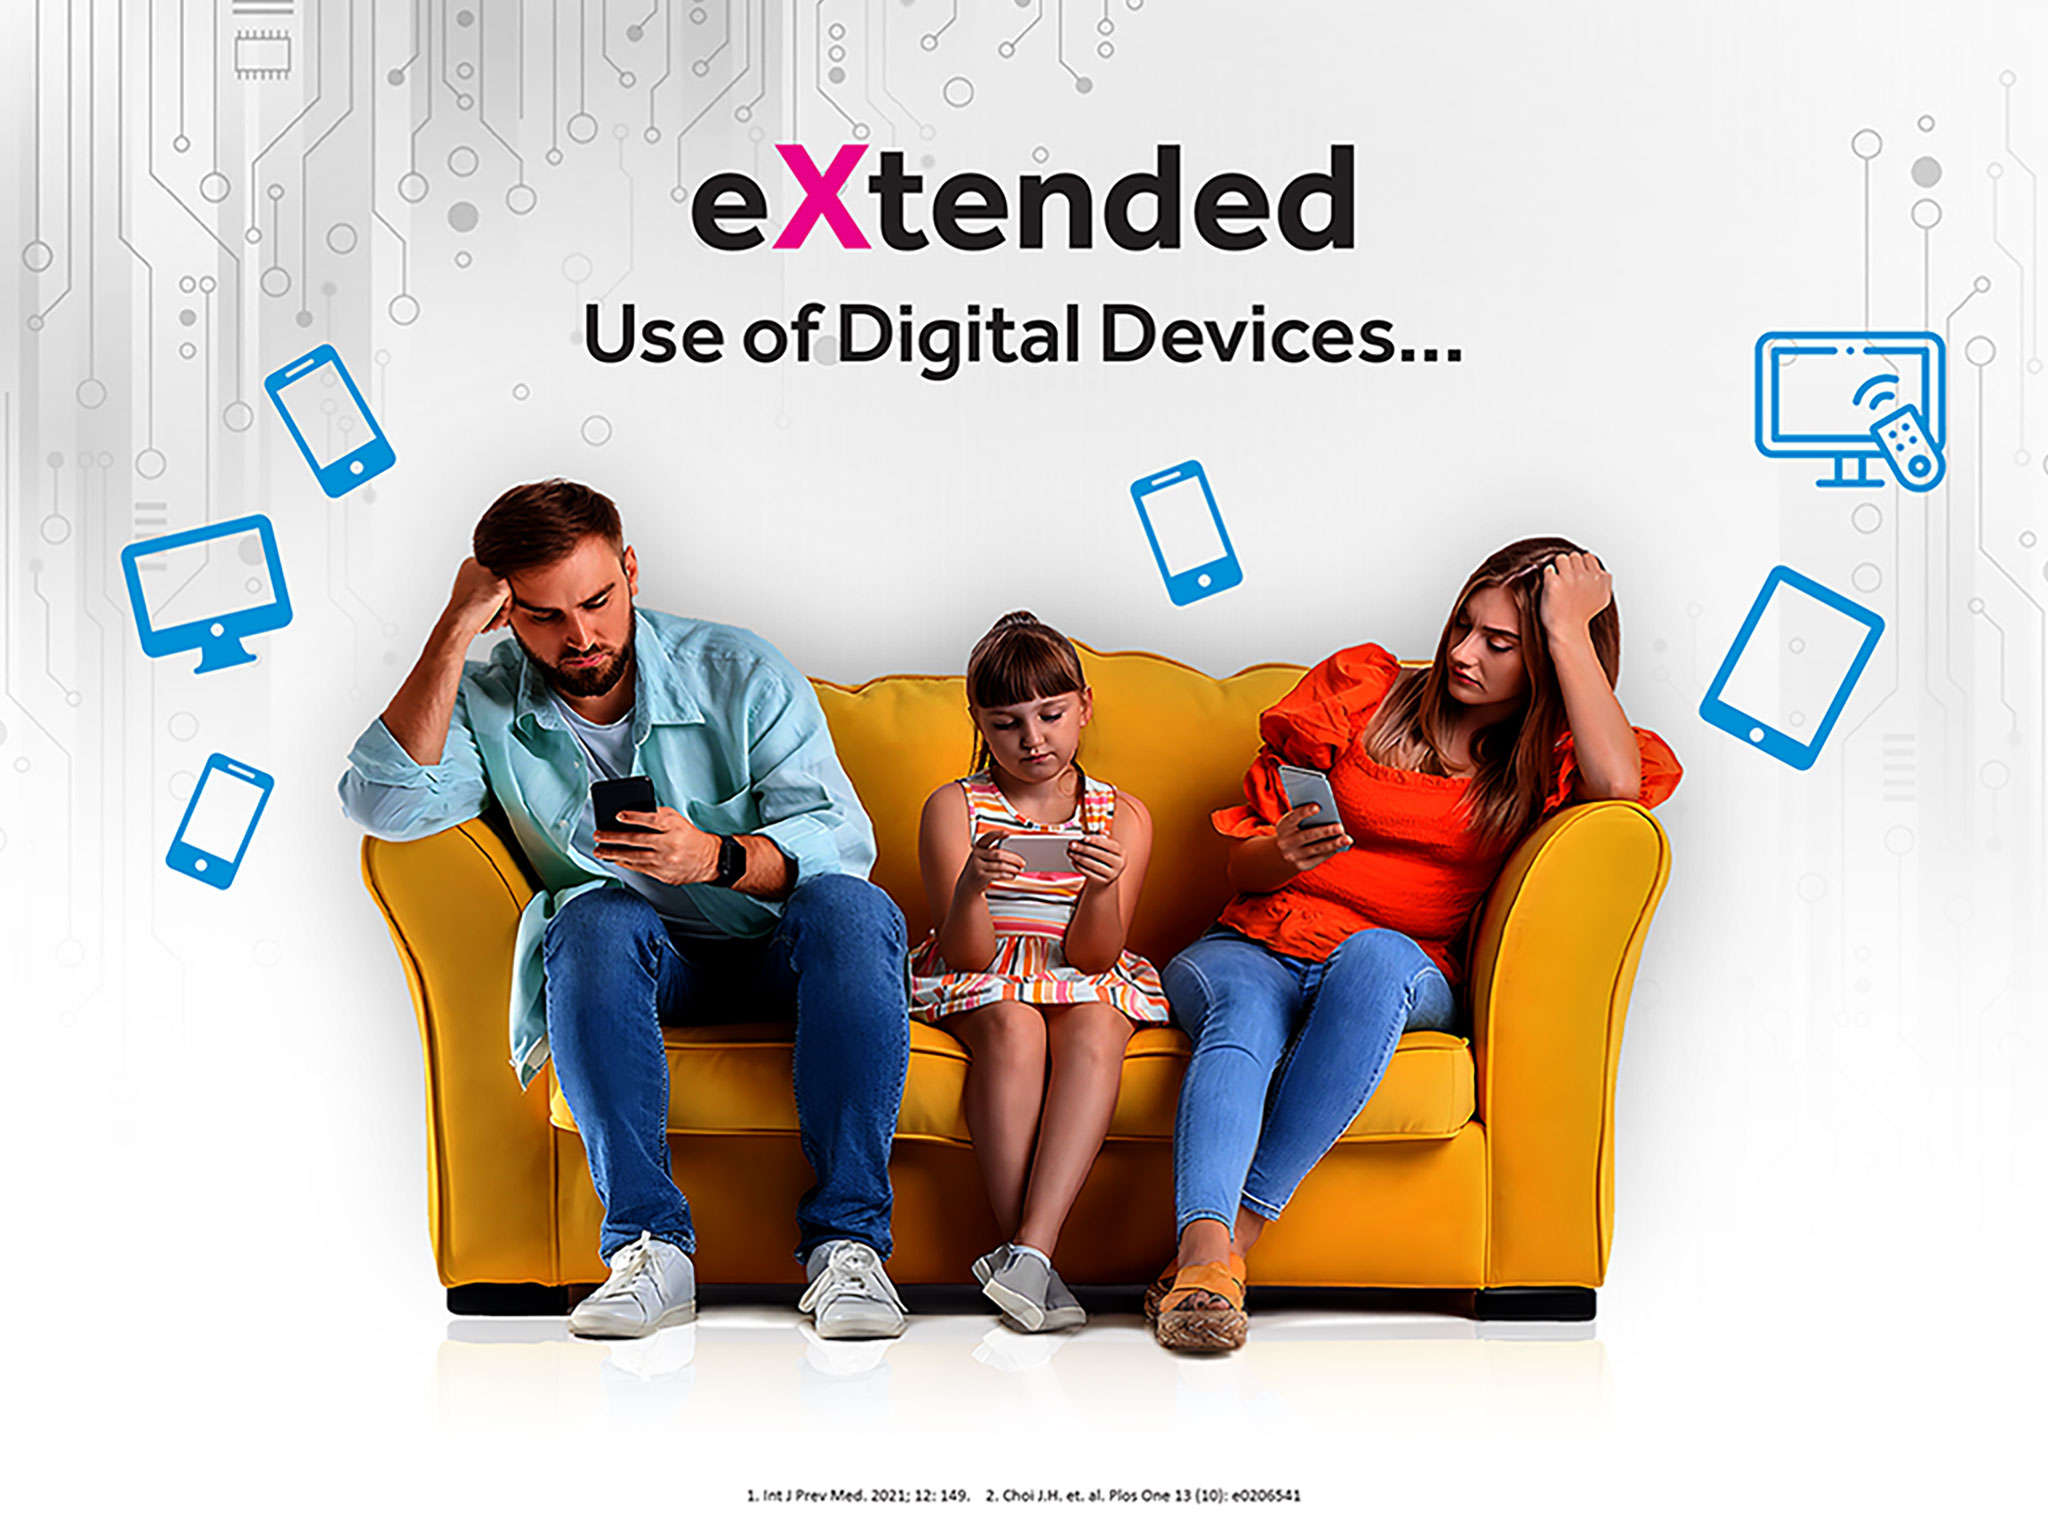 eXtended
Use of Digital Devices...
1. Int J Prev Med. 2021; 12: 149. 2. Choi J.H. et. al. Plos One 13 (10): e0206541